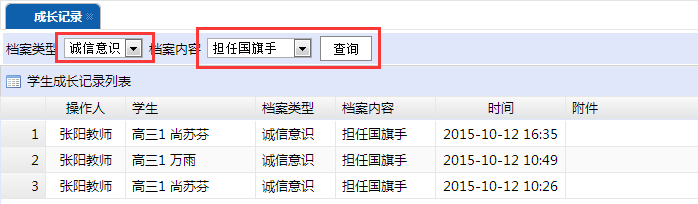 成长记录
档案类型 诚信意识 档案内容 担任国旗手 查询
学生成长记录列表
操作人 学生 档案类型 档案内容 时间 附件
1 张阳教师 高三1 尚苏芬 诚信意识 担任国旗手 2015-10-12 16:35
2 张阳教师 高三1 万雨 诚信意识 担任国旗手 2015-10-12 10:49
3 张阳教师 高三1 尚苏芬 诚信意识 担任国旗手 2015-10-12 10:26